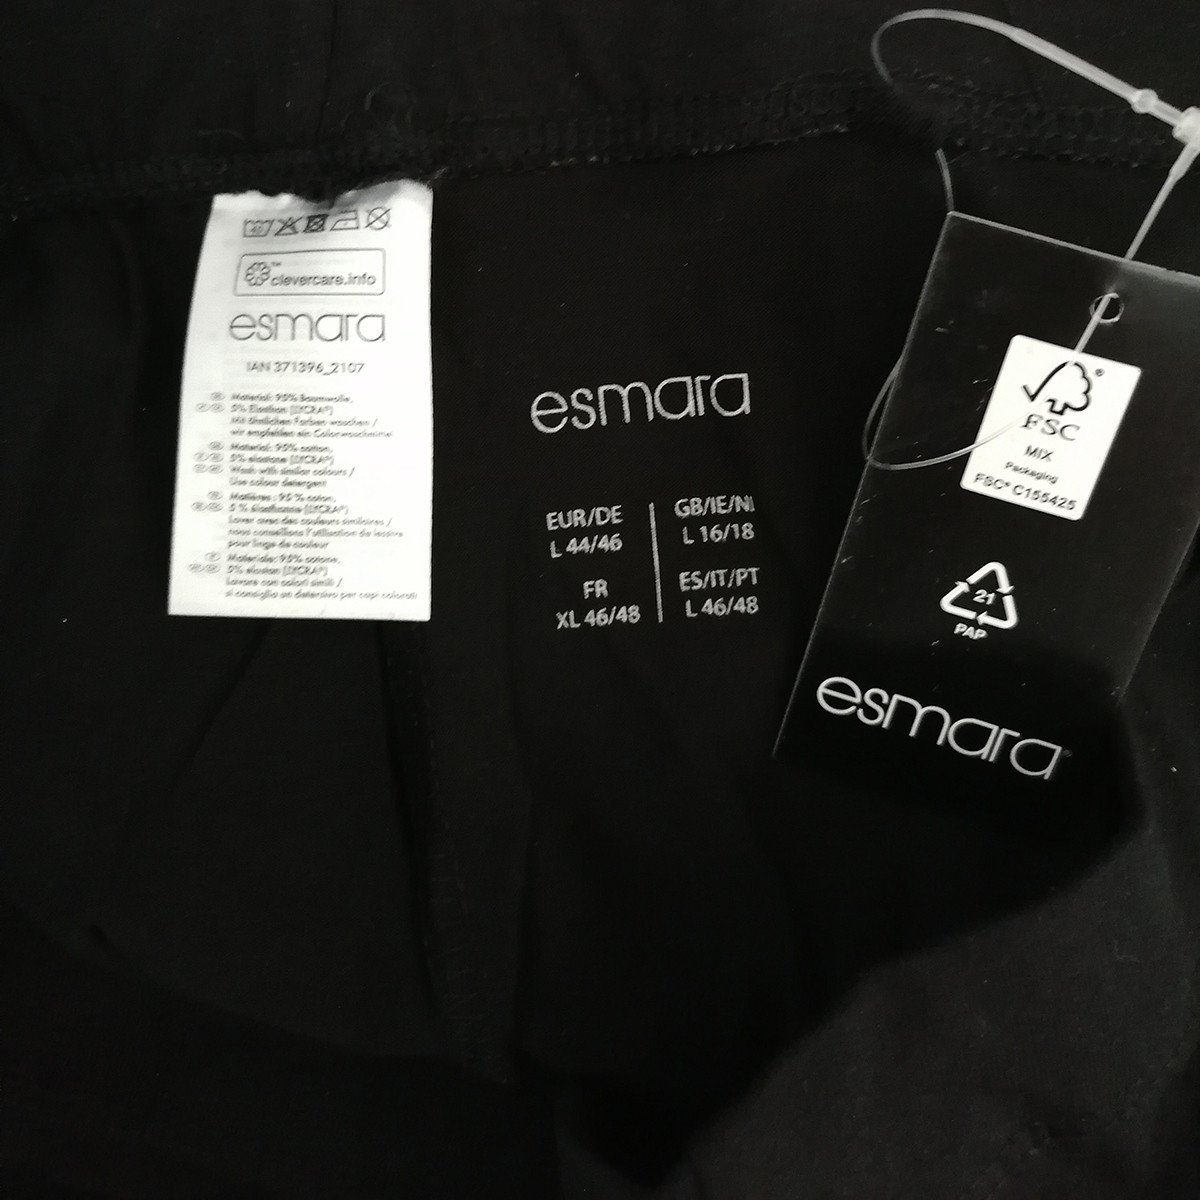 40
clevercare.info
esmara
IAN 371396_2107
Material: 95% Baumwolle,
5% Elastan (LYCRA®)
Mit ähnlichen Farben waschen /
wir empfehlen ein Colorwaschmittel
Material: 95% cotton,
5% elastane (LYCRA®)
Wash with similar colours /
Use colour detergent
Matières : 95 % coton,
5 % élasthanne (LYCRA®)
Laver avec des couleurs similaires /
nous conseillons l'utilisation de lessive
pour linge de couleur
Materiale: 95% cotone,
5% elastan (LYCRA®)
Lavare con colori simili /
si consiglia un detersivo per capi colorati
esmara
EUR/DE
L 44/46
FR
XL 46/48
GB/IE/NI
L 16/18
ES/IT/PT
L 46/48
FSC
MIX
Packaging
FSC® C155425
21
PAP
esmara®